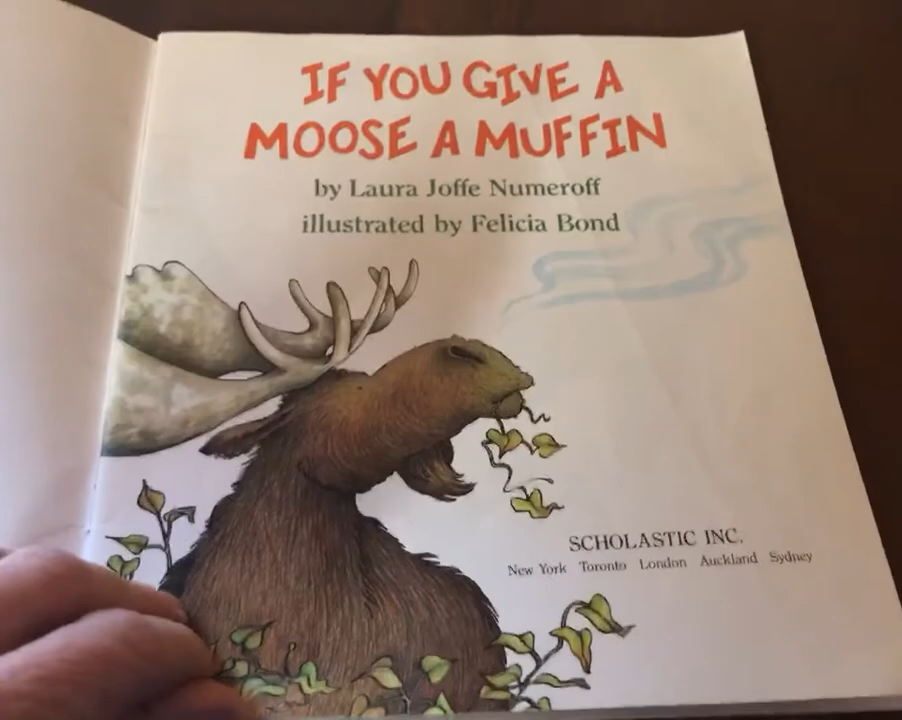 IF YOU GIVE A
MOOSE A MUFFIN
by Laura Joffe Numeroff
illustrated by Felicia Bond
SCHOLASTIC INC.
New York Toronto London Auckland Sydney